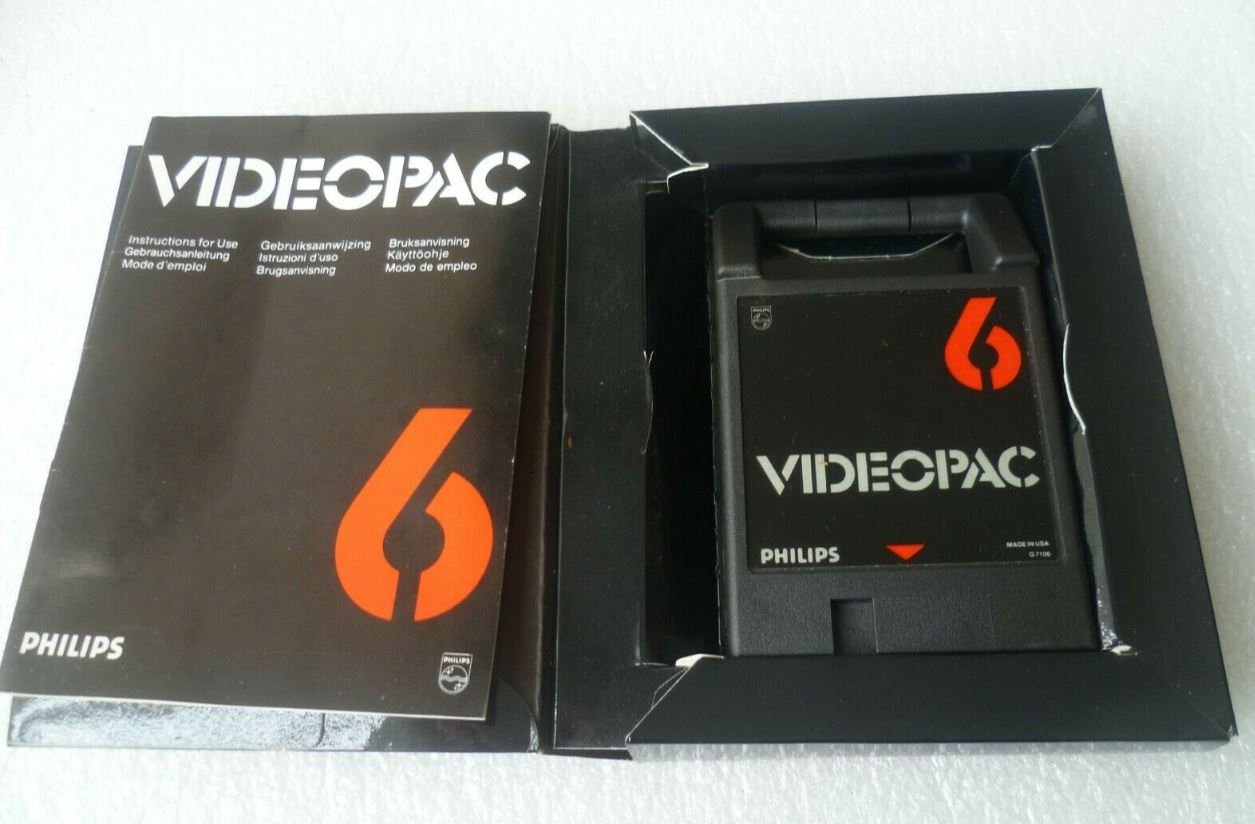 VIDEOPAC
Instructions for Use
Gebrauchsanleitung
Mode d'emploi
Gebruiksaanwijzing
Istruzioni d'uso
Brugsanvisning
Bruksanvisning
Käyttöohje
Modo de empleo
6
PHILIPS
PHILIPS
PHILIPS
6
VIDEOPAC
PHILIPS
MADE IN USA
G7106